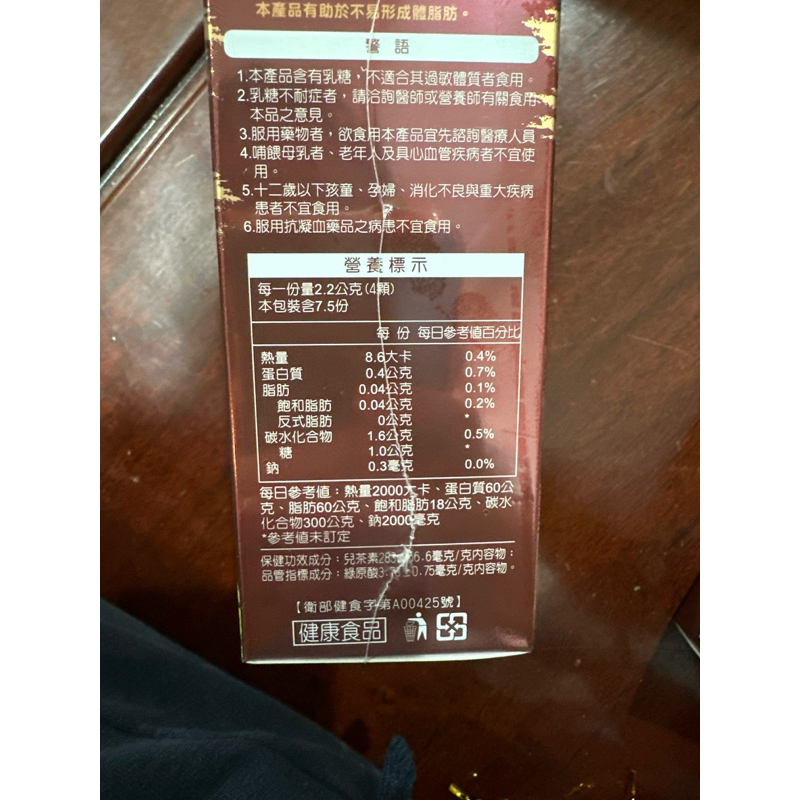 本產品有助於不易形成體脂肪。
警語
1.本產品含有乳糖，不適合其過敏體質者食用。
2.乳糖不耐症者，請洽詢醫師或營養師有關食用
本品之意見。
3.服用藥物者，欲食用本產品宜先諮詢醫療人員
4.哺餵母乳者、老年人及具心血管疾病者不宜使
用。
5.十二歲以下孩童、孕婦、消化不良與重大疾病
患者不宜食用。
6.服用抗凝血藥品之病患不宜食用。
營養標示
每一份量2.2公克(4顆)
本包裝含7.5份
每份 每日參考值百分比
熱量 8.6大卡 0.4%
蛋白質 0.4公克 0.7%
脂肪 0.04公克 0.1%
飽和脂肪 0.04公克 0.2%
反式脂肪 0公克 *
碳水化合物 1.6公克 0.5%
糖 1.0公克 *
鈉 0.3毫克 0.0%
每日參考值：熱量2000大卡、蛋白質60公
克、脂肪60公克、飽和脂肪18公克、碳水
化合物300公克、鈉2000毫克
*參考值未訂定
保健功效成分：兒茶素 毫克/克內容物；
品管指標成分：綠原酸 0.75毫克/克內容物。
【衛部健食字第A00425號】
健康食品